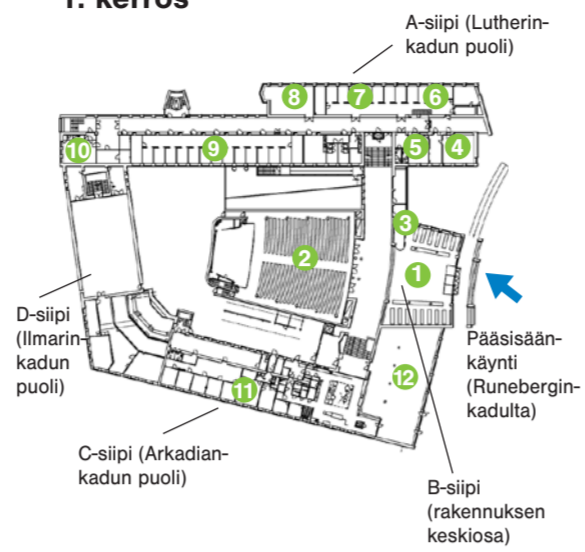 1. kerros
A-siipi (Lutherin-
kadun puoli)
8
7
6
10
9
5
4
3
2
1
D-siipi
(Ilmarin-
kadun
puoli)
Pääsisään-
käynti
(Runebergin-
kadulta)
12
11
C-siipi (Arkadian-
kadun puoli)
B-siipi
(rakennuksen
keskiosa)